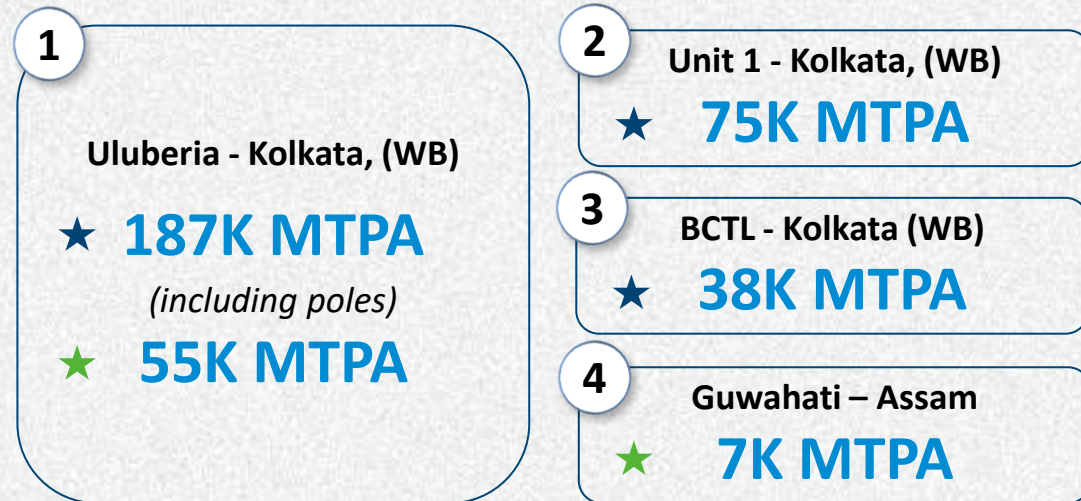 1
Uluberia - Kolkata, (WB)
187K MTPA
(including poles)
55K MTPA
2
Unit 1 - Kolkata, (WB)
75K MTPA
3
BCTL - Kolkata (WB)
38K MTPA
4
Guwahati – Assam
7K MTPA